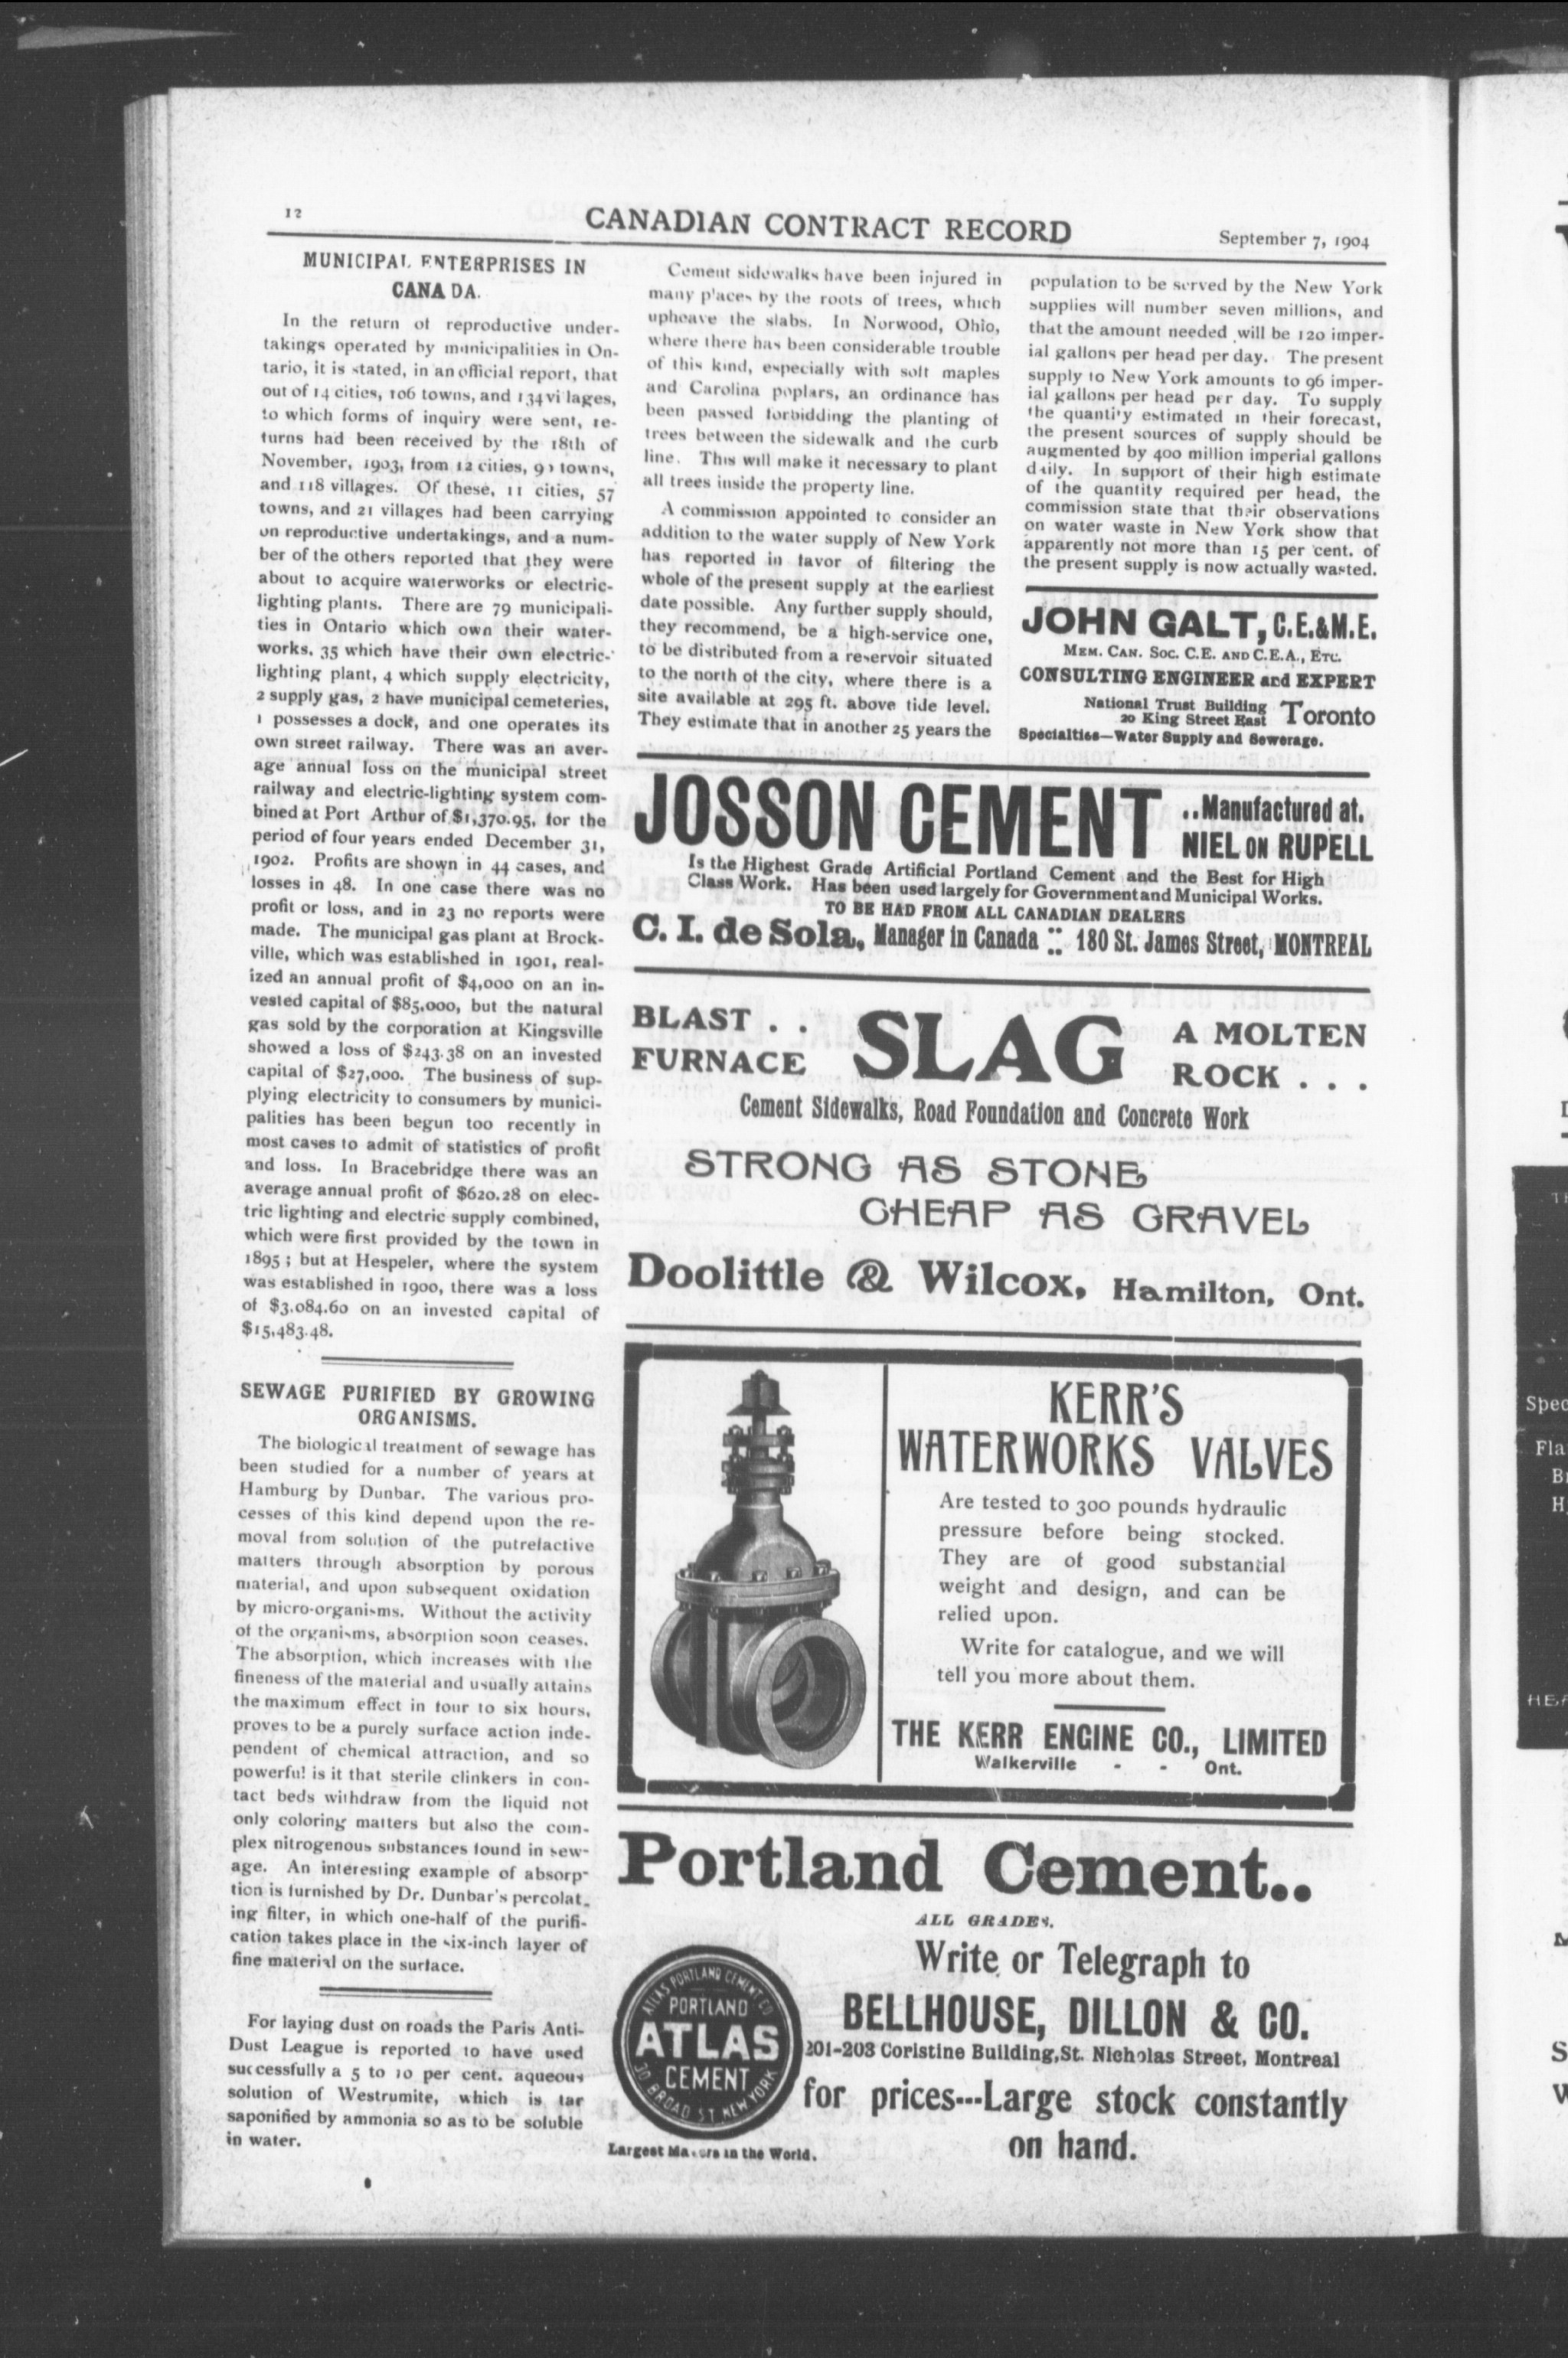 12
CANADIAN CONTRACT RECORD
September 7, 1904
MUNICIPAL ENTERPRISES IN
CANADA.
In the return of reproductive under-
takings operated by municipalities in On-
tario, it is stated, in an official report, that
out of 14 cities, 106 towns, and 134 vi lages,
to which forms of inquiry were sent, re-
turns had been received by the 18th of
November, 1903, from 12 cities, towns,
and 118 villages. Of these, 11 cities, 57
towns, and 21 villages had been carrying
on reproductive undertakings, and a num-
ber of the others reported that they were
about to acquire waterworks or electric-
lighting plants. There are 79 municipali-
ties in Ontario which own their water-
works, 35 which have their own electric-
lighting plant, 4 which supply electricity,
2 supply gas, 2 have municipal cemeteries,
1 possesses a dock, and one operates its
own street railway. There was an aver-
age annual loss on the municipal street
railway and electric-lighting system com-
bined at Port Arthur of $1,370.95, for the
period of four years ended December 31,
1902. Profits are shown in 44 cases, and
losses in 48. In one case there was no
profit or loss, and in 23 no reports were
made. The municipal gas plant at Brock-
ville, which was established in 1901, real-
ized an annual profit of $4,000 on an in-
vested capital of $85,000, but the natural
gas sold by the corporation at Kingsville
showed a loss of $243.38 on an invested
capital of $27,000. The business of sup-
plying electricity to consumers by munici-
palities has been begun too recently in
most cases to admit of statistics of profit
and loss. In Bracebridge there was an
average annual profit of $620.28 on elec-
tric lighting and electric supply combined,
which were first provided by the town in
1895; but at Hespeler, where the system
was established in 1900, there was a loss
of $3,084.60 on an invested capital of
$15,483.48.
SEWAGE PURIFIED BY GROWING
ORGANISMS.
The biological treatment of sewage has
been studied for a number of years at
Hamburg by Dunbar. The various pro-
cesses of this kind depend upon the re-
moval from solution of the putrefactive
matters through absorption by porous
material, and upon subsequent oxidation
by micro-organisms. Without the activity
of the organisms, absorption soon ceases.
The absorption, which increases with the
fineness of the material and usually attains
the maximum effect in four to six hours,
proves to be a purely surface action inde-
pendent of chemical attraction, and so
powerful is it that sterile clinkers in con-
tact beds withdraw from the liquid not
only coloring matters but also the com-
plex nitrogenous substances found in sew-
age. An interesting example of absorp-
tion is furnished by Dr. Dunbar's percolat-
ing filter, in which one-half of the purifi-
cation takes place in the six-inch layer of
fine material on the surface.
For laying dust on roads the Paris Anti-
Dust League is reported to have used
successfully a 5 to 10 per cent. aqueous
solution of Westrumite, which is tar
saponified by ammonia so as to be soluble
in water.
Cement sidewalks have been injured in
many places by the roots of trees, which
upheave the slabs. In Norwood, Ohio,
where there has been considerable trouble
of this kind, especially with soft maples
and Carolina poplars, an ordinance has
been passed forbidding the planting of
trees between the sidewalk and the curb
line. This will make it necessary to plant
all trees inside the property line.
A commission appointed to consider an
addition to the water supply of New York
has reported in favor of filtering the
whole of the present supply at the earliest
date possible. Any further supply should,
they recommend, be a high-service one,
to be distributed from a reservoir situated
to the north of the city, where there is a
site available at 295 ft. above tide level.
They estimate that in another 25 years the
population to be served by the New York
supplies will number seven millions, and
that the amount needed will be 120 imper-
ial gallons per head per day. The present
supply to New York amounts to 96 imper-
ial gallons per head per day. To supply
the quantity estimated in their forecast,
the present sources of supply should be
augmented by 400 million imperial gallons
daily. In support of their high estimate
of the quantity required per head, the
commission state that their observations
on water waste in New York show that
apparently not more than 15 per cent. of
the present supply is now actually wasted.
JOHN GALT, C.E.&M.E.
MEM. CAN. SOC. C.E. AND C.E.A., ETC.
CONSULTING ENGINEER and EXPERT
National Trust Building
20 King Street East Toronto
Specialties—Water Supply and Sewerage.
JOSSON CEMENT
..Manufactured at.
NIEL ON RUPELL
Is the Highest Grade Artificial Portland Cement and the Best for High
Class Work. Has been used largely for Government and Municipal Works.
TO BE HAD FROM ALL CANADIAN DEALERS
C. I. de Sola, Manager in Canada :: 180 St. James Street, MONTREAL
BLAST . .
FURNACE
SLAG
A MOLTEN
ROCK . . .
Cement Sidewalks, Road Foundation and Concrete Work
STRONG AS STONE
CHEAP AS GRAVEL
Doolittle & Wilcox, Hamilton, Ont.
KERR'S
WATERWORKS VALVES
Are tested to 300 pounds hydraulic
pressure before being stocked.
They are of good substantial
weight and design, and can be
relied upon.
Write for catalogue, and we will
tell you more about them.
THE KERR ENGINE CO., LIMITED
Walkerville - - Ont.
Portland Cement..
ALL GRADES.
Write or Telegraph to
BELLHOUSE, DILLON & CO.
201-203 Coristine Building, St. Nicholas Street, Montreal
for prices---Large stock constantly
on hand.
ATLAS PORTLAND CEMENT CO
PORTLAND
ATLAS
CEMENT
30 BROAD ST. NEW YORK
Largest Makers in the World.
Spec
Fla